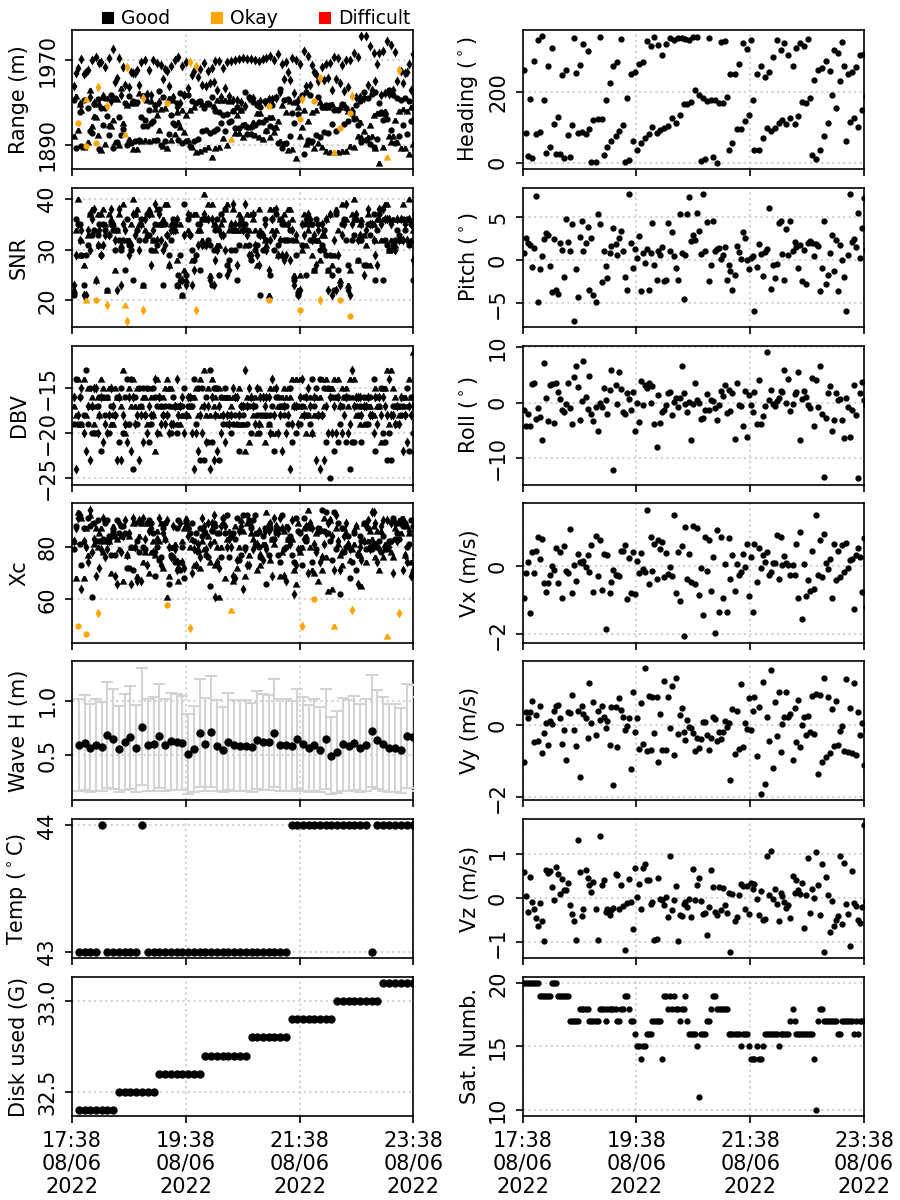 Good Okay Difficult
Range (m)
1970
1890
Heading (°)
200
0
SNR
40
30
20
Pitch (°)
5
0
−5
DBV
−15
−20
−25
Roll (°)
10
0
−10
Xc
80
60
Vx (m/s)
0
−2
Wave H (m)
1.0
0.5
Vy (m/s)
0
−2
Temp (°C)
44
43
Vz (m/s)
1
0
−1
Disk used (G)
33.0
32.5
Sat. Numb.
20
15
10
17:38 19:38 21:38 23:38
08/06 08/06 08/06 08/06
2022 2022 2022 2022
17:38 19:38 21:38 23:38
08/06 08/06 08/06 08/06
2022 2022 2022 2022